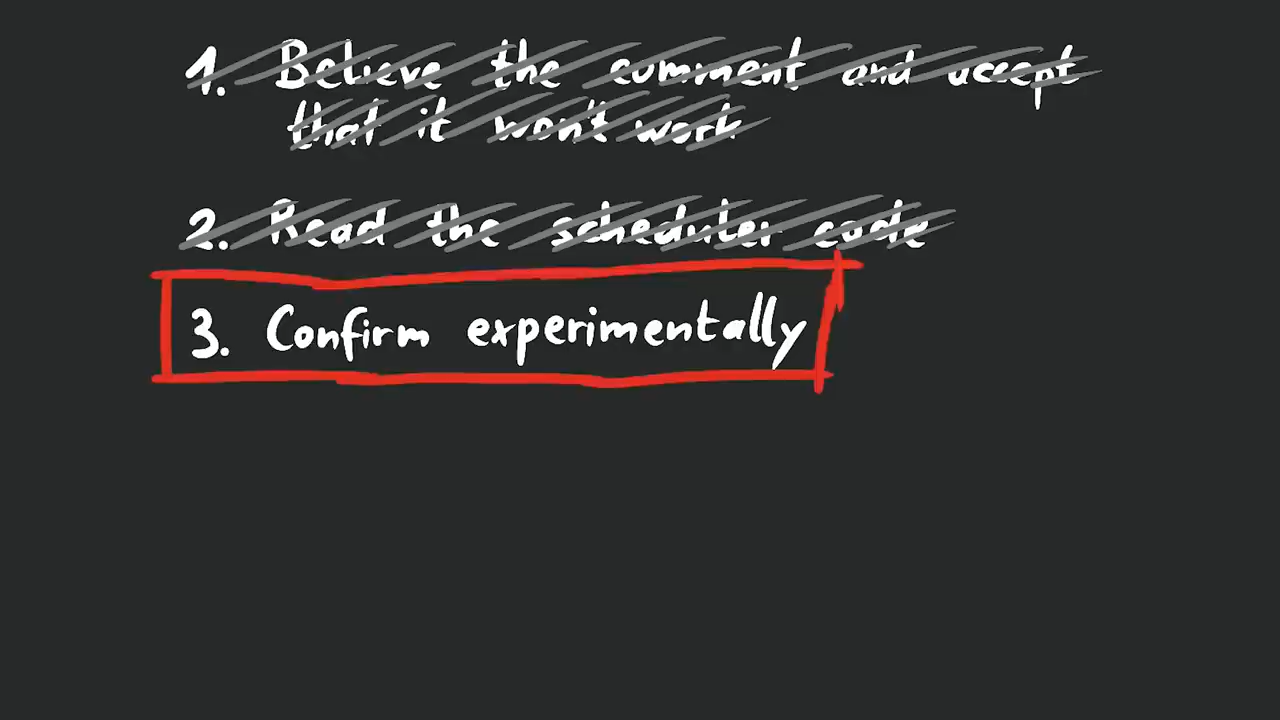 1. Believe the comment and accept
that it won't work
2. Read the scheduler code
3. Confirm experimentally